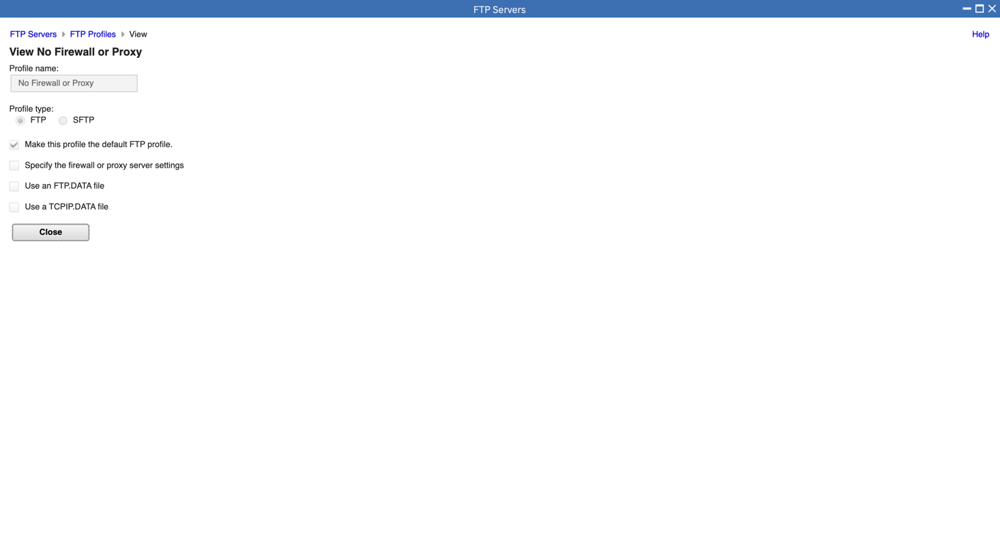 FTP Servers
FTP Servers FTP Profiles View
Help
View No Firewall or Proxy
Profile name:
No Firewall or Proxy
Profile type:
FTP SFTP
Make this profile the default FTP profile.
Specify the firewall or proxy server settings
Use an FTP.DATA file
Use a TCPIP.DATA file
Close